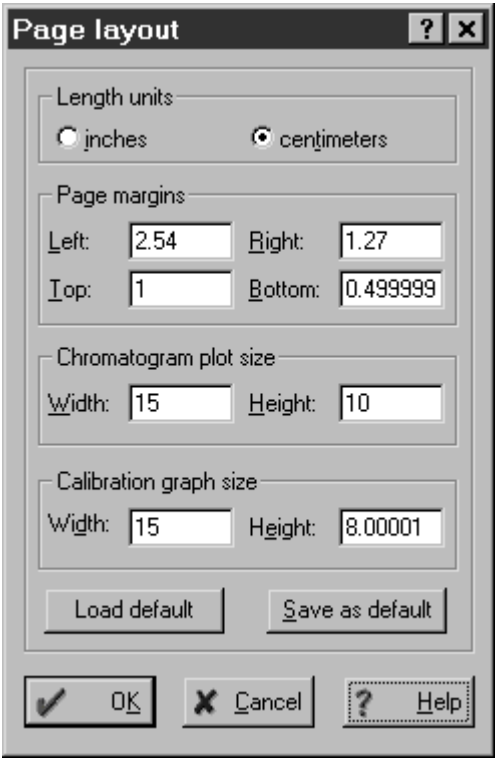 Page layout ? ×
Length units
inches centimeters
Page margins
Left: 2.54 Right: 1.27
Top: 1 Bottom: 0.499999
Chromatogram plot size
Width: 15 Height: 10
Calibration graph size
Width: 15 Height: 8.00001
Load default Save as default
OK Cancel ? Help